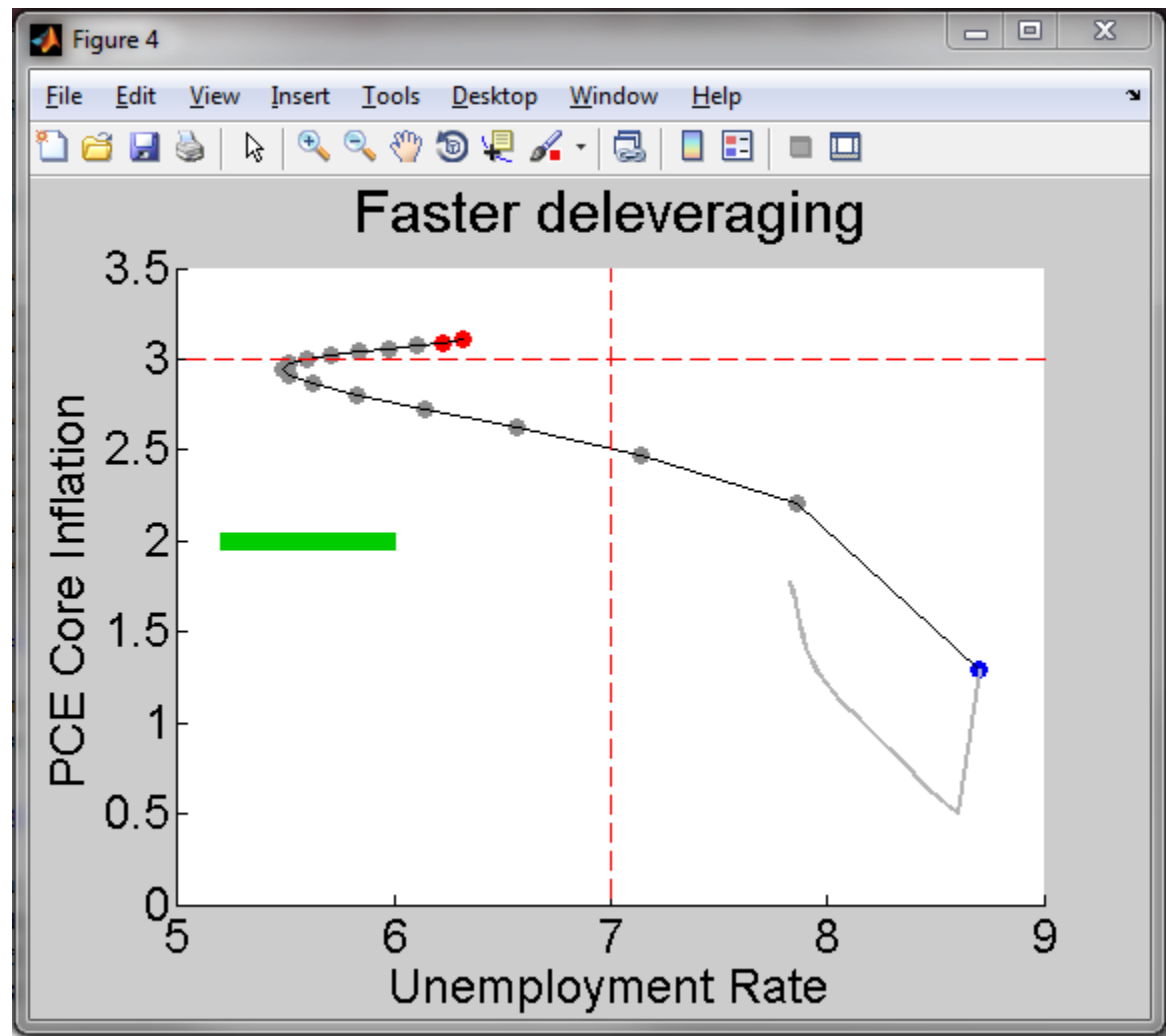 Figure 4
File Edit View Insert Tools Desktop Window Help
Faster deleveraging
3.5
3
2.5
2
1.5
1
0.5
0
PCE Core Inflation
5 6 7 8 9
Unemployment Rate